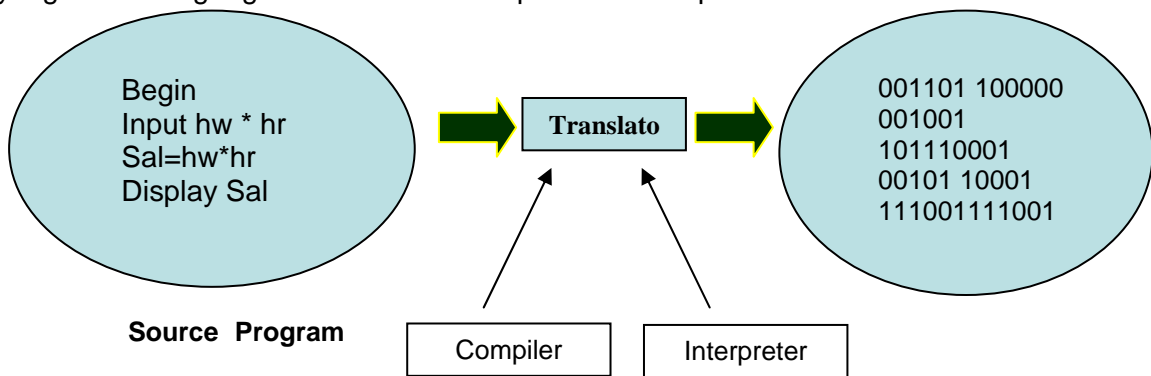 Begin
Input hw * hr
Sal=hw*hr
Display Sal
Translato
001101 100000
001001
101110001
00101 10001
111001111001
Source Program
Compiler
Interpreter